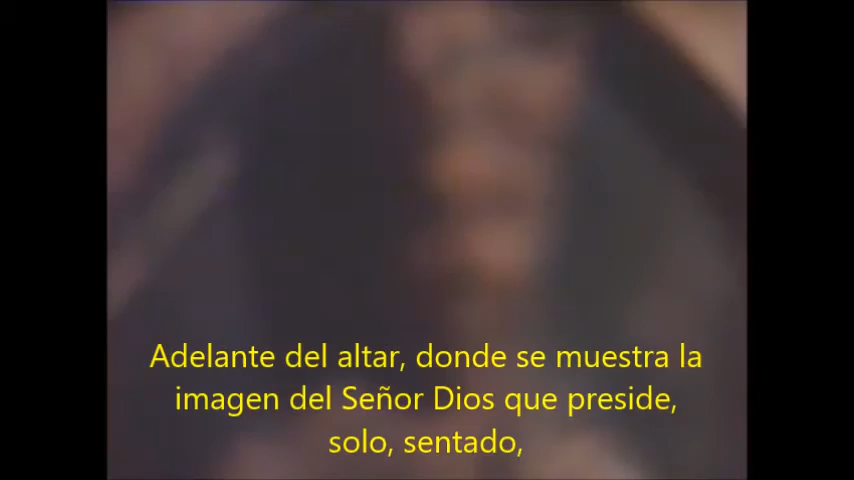 Adelante del altar, donde se muestra la
imagen del Señor Dios que preside,
solo, sentado,